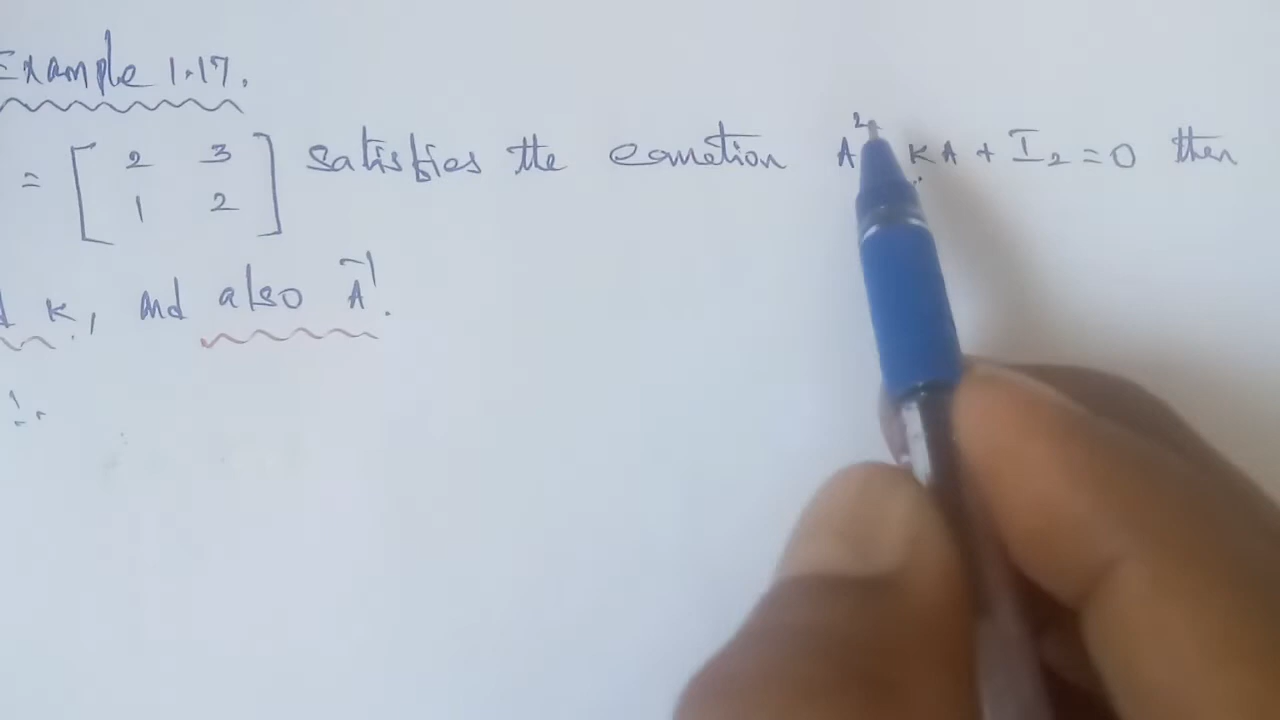 Example 1.17.
= [ 2 3 1 2 ] satisfies the equation A² KA + I₂ = 0 then
K, and also A⁻¹.